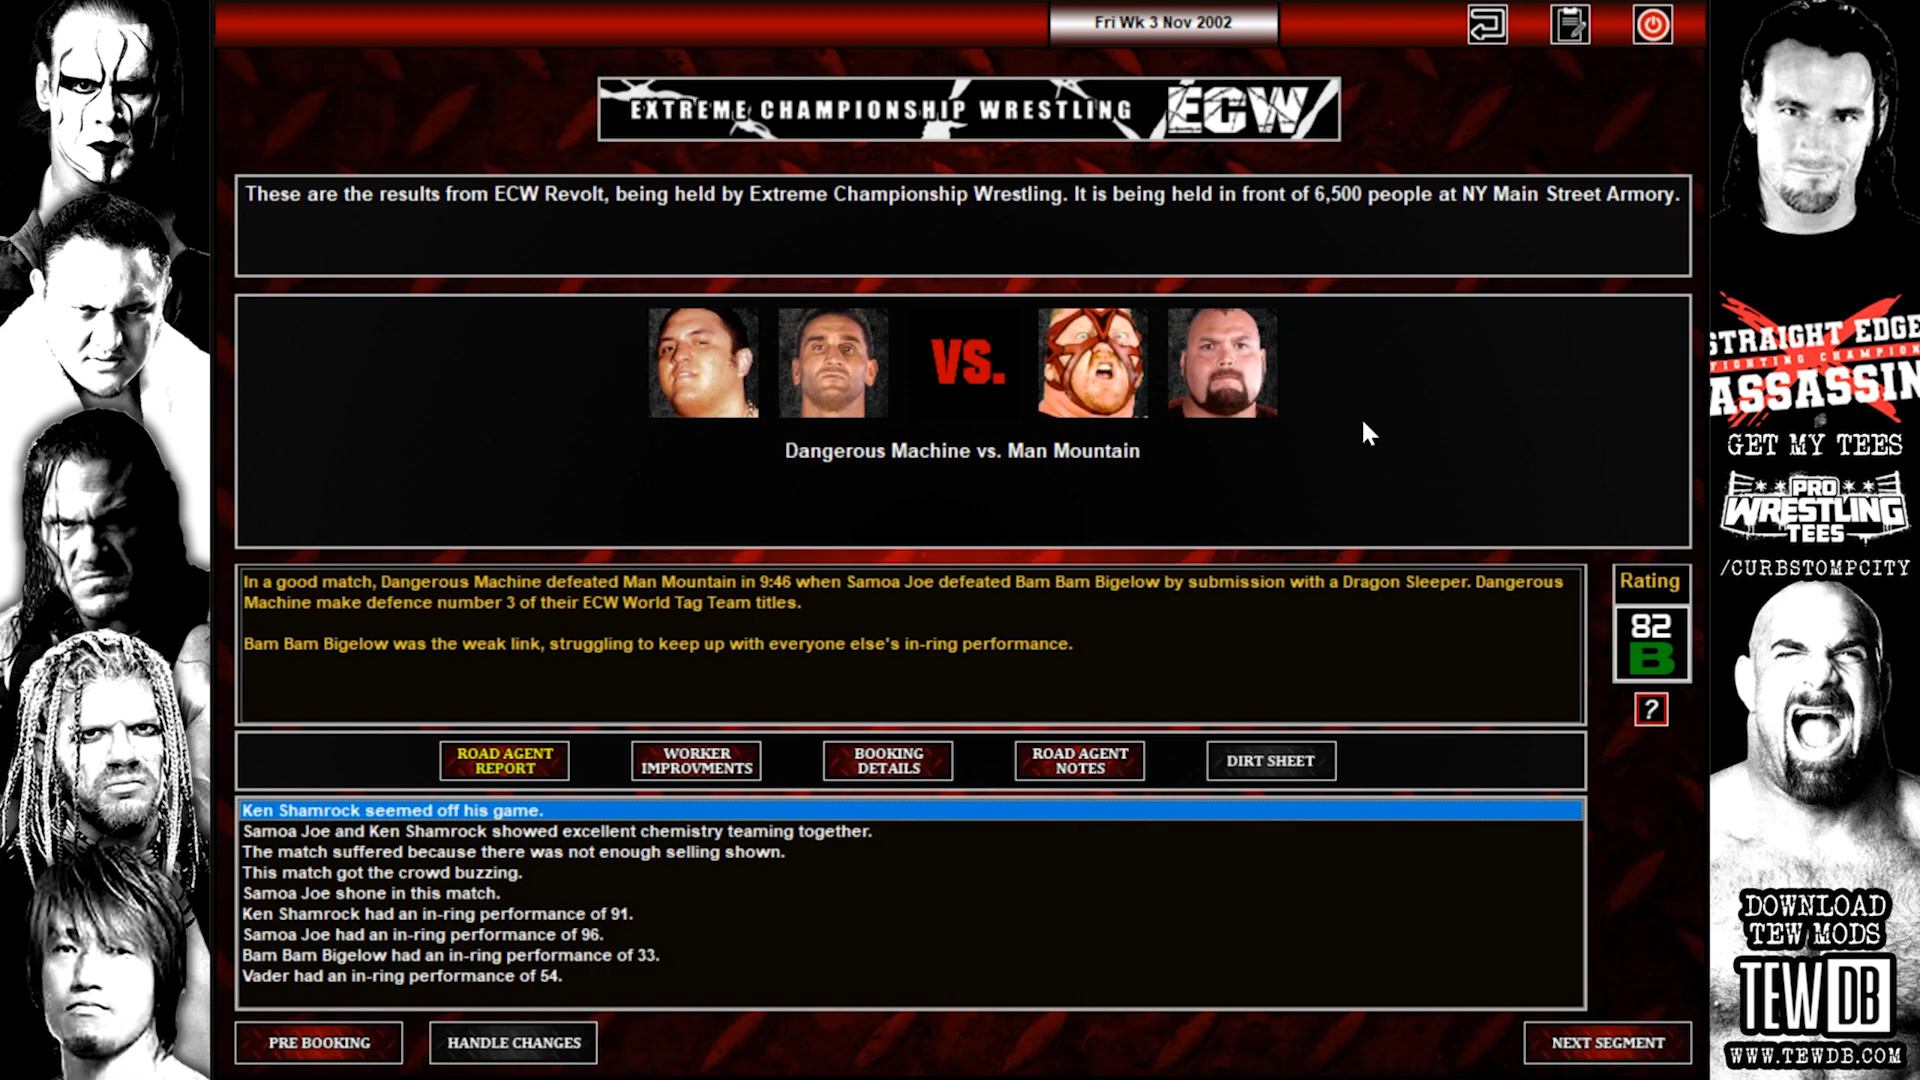 Fri Wk 3 Nov 2002
EXTREME CHAMPIONSHIP WRESTLING ECW
These are the results from ECW Revolt, being held by Extreme Championship Wrestling. It is being held in front of 6,500 people at NY Main Street Armory.
VS.
Dangerous Machine vs. Man Mountain
In a good match, Dangerous Machine defeated Man Mountain in 9:46 when Samoa Joe defeated Bam Bam Bigelow by submission with a Dragon Sleeper. Dangerous
Machine make defence number 3 of their ECW World Tag Team titles.
Bam Bam Bigelow was the weak link, struggling to keep up with everyone else's in-ring performance.
Rating
82
B
?
ROAD AGENT
REPORT
WORKER
IMPROVMENTS
BOOKING
DETAILS
ROAD AGENT
NOTES
DIRT SHEET
Ken Shamrock seemed off his game.
Samoa Joe and Ken Shamrock showed excellent chemistry teaming together.
The match suffered because there was not enough selling shown.
This match got the crowd buzzing.
Samoa Joe shone in this match.
Ken Shamrock had an in-ring performance of 91.
Samoa Joe had an in-ring performance of 96.
Bam Bam Bigelow had an in-ring performance of 33.
Vader had an in-ring performance of 54.
PRE BOOKING
HANDLE CHANGES
NEXT SEGMENT
STRAIGHT EDGE
FIGHTING CHAMPION
ASSASSIN
GET MY TEES
PRO
WRESTLING
TEES
/CURBSTOMPCITY
DOWNLOAD
TEW MODS
TEW DB
WWW.TEWDB.COM